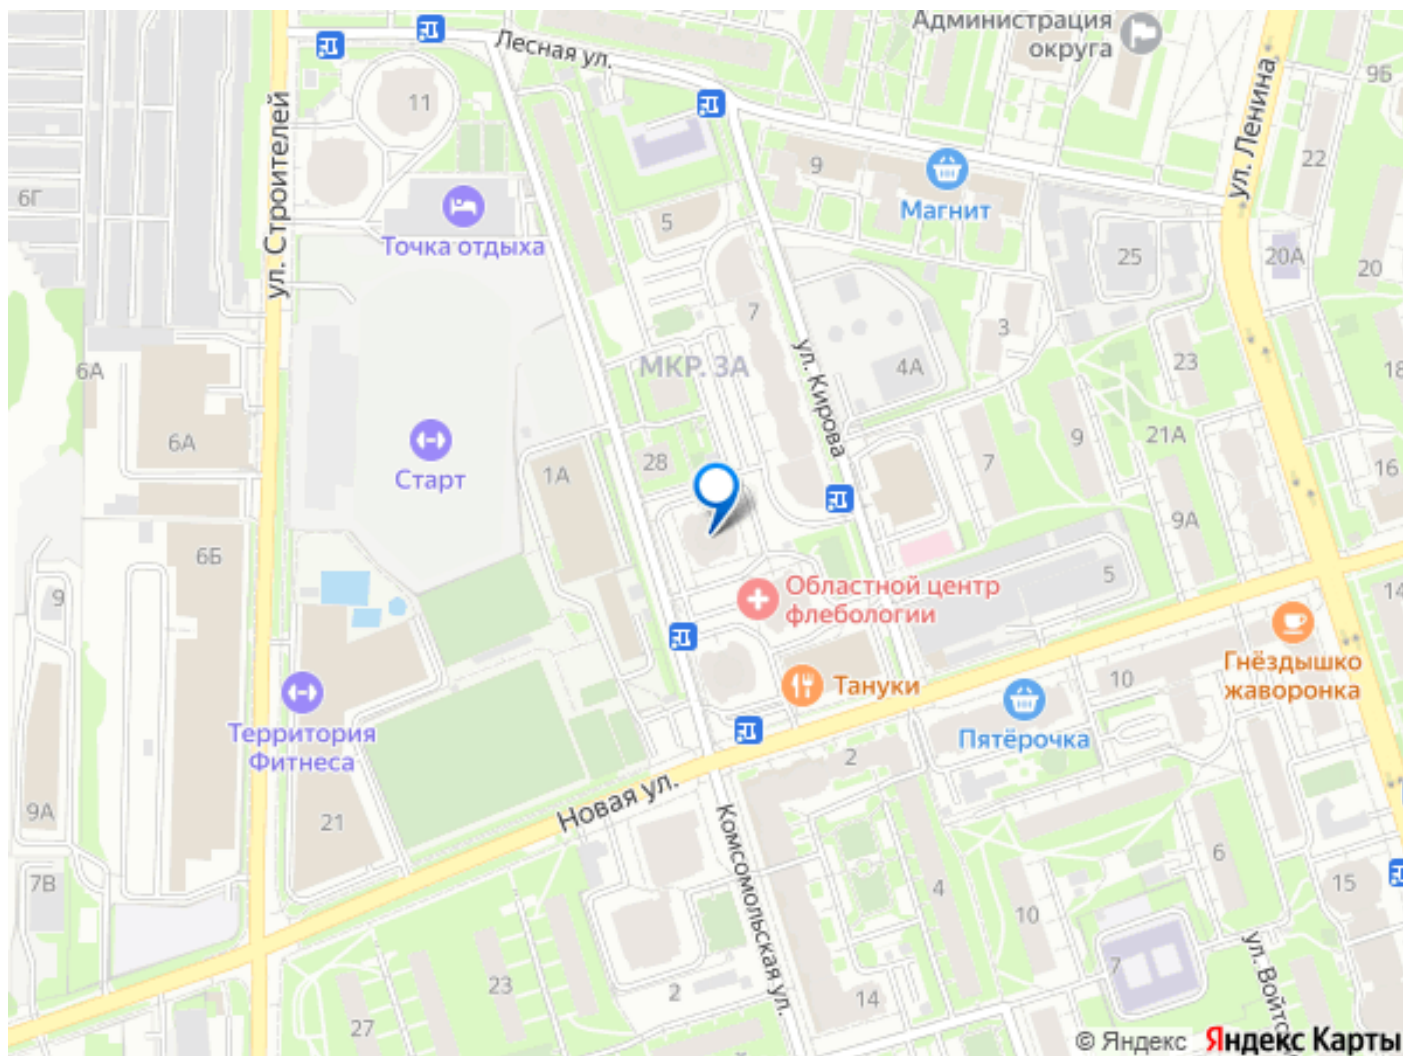 Администрация
округа
Лесная ул.
ул. Ленина
9Б
11
22
9
Магнит
6Г
ул. Строителей
Точка отдыха
5
25
20А
20
7
3
ул. Кирова
МКР. 3А
4А
23
18
6А
6А
Старт
28
1А
7
9
21А
16
9А
6Б
5
9
Областной центр
флебологии
14
Тануки
Гнёздышко
жаворонка
10
Территория
Фитнеса
Пятёрочка
2
Новая ул.
9А
21
Комсомольская ул.
6
7В
4
15
10
ул. Войто
7
23
2
14
27
© Яндекс Яндекс Карты